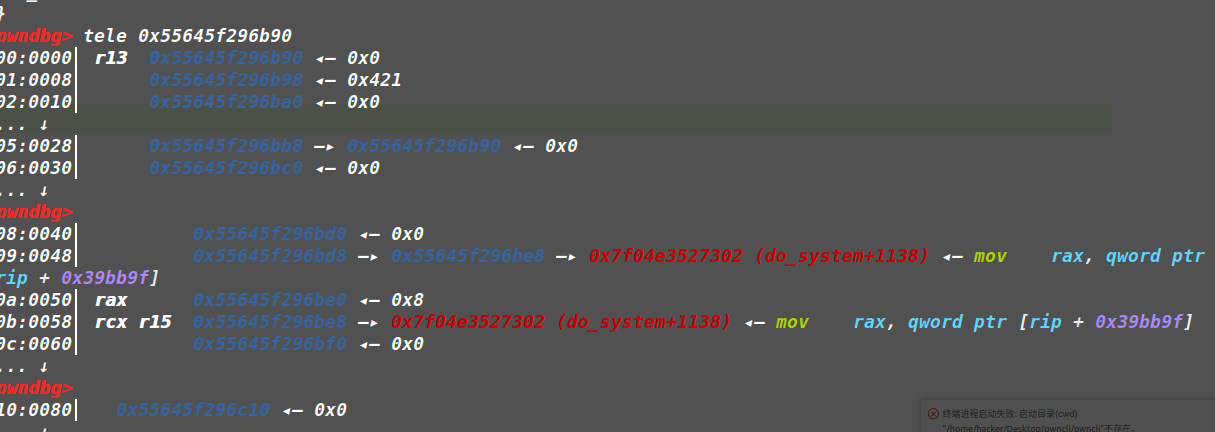 }
pwndbg> tele 0x55645f296b90
00:0000│ r13 0x55645f296b90 ◂— 0x0
01:0008│ 0x55645f296b98 ◂— 0x421
02:0010│ 0x55645f296ba0 ◂— 0x0
... ↓
05:0028│ 0x55645f296bb8 —▸ 0x55645f296b90 ◂— 0x0
06:0030│ 0x55645f296bc0 ◂— 0x0
... ↓
pwndbg>
08:0040│ 0x55645f296bd0 ◂— 0x0
09:0048│ 0x55645f296bd8 —▸ 0x55645f296be8 —▸ 0x7f04e3527302 (do_system+1138) ◂— mov rax, qword ptr
rip + 0x39bb9f]
0a:0050│ rax 0x55645f296be0 ◂— 0x8
0b:0058│ rcx r15 0x55645f296be8 —▸ 0x7f04e3527302 (do_system+1138) ◂— mov rax, qword ptr [rip + 0x39bb9f]
0c:0060│ 0x55645f296bf0 ◂— 0x0
... ↓
pwndbg>
10:0080│ 0x55645f296c10 ◂— 0x0
终端进程启动失败: 启动目录(cwd)
"/home/hacker/Desktop/pwncli/pwncli"不存在。